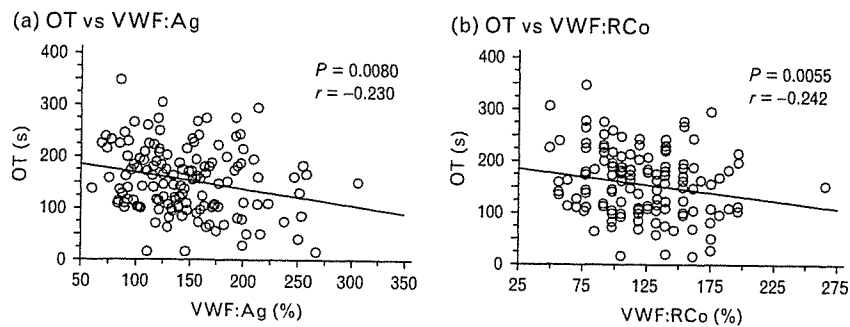 (a) OT vs VWF:Ag
400
300
200
100
0
OT (s)
P = 0.0080
r = −0.230
50 100 150 200 250 300 350
VWF:Ag (%)
(b) OT vs VWF:RCo
400
300
200
100
0
OT (s)
P = 0.0055
r = −0.242
25 75 125 175 225 275
VWF:RCo (%)